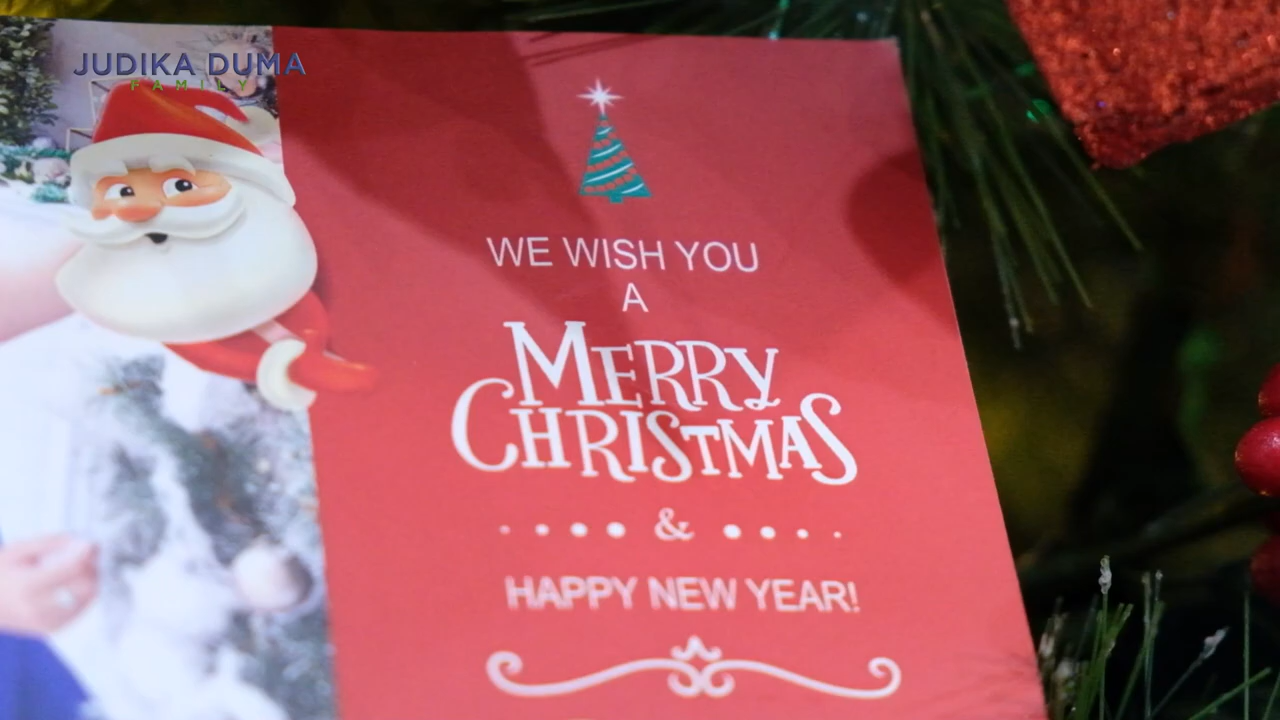 JUDIKA DUMA
FAMILY
WE WISH YOU
A
MERRY
CHRISTMAS
&
HAPPY NEW YEAR!